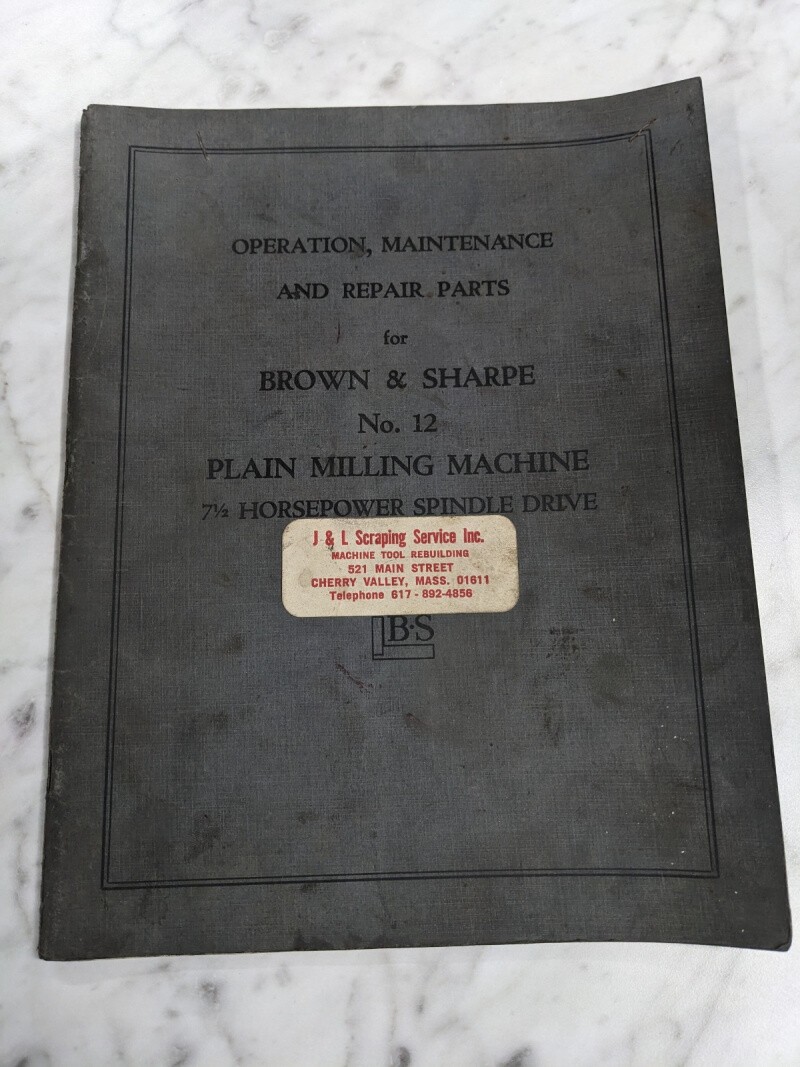 OPERATION, MAINTENANCE
AND REPAIR PARTS
for
BROWN & SHARPE
No. 12
PLAIN MILLING MACHINE
7½ HORSEPOWER SPINDLE DRIVE
J & L Scraping Service Inc.
MACHINE TOOL REBUILDING
521 MAIN STREET
CHERRY VALLEY, MASS. 01611
Telephone 617 - 892-4856
B·S